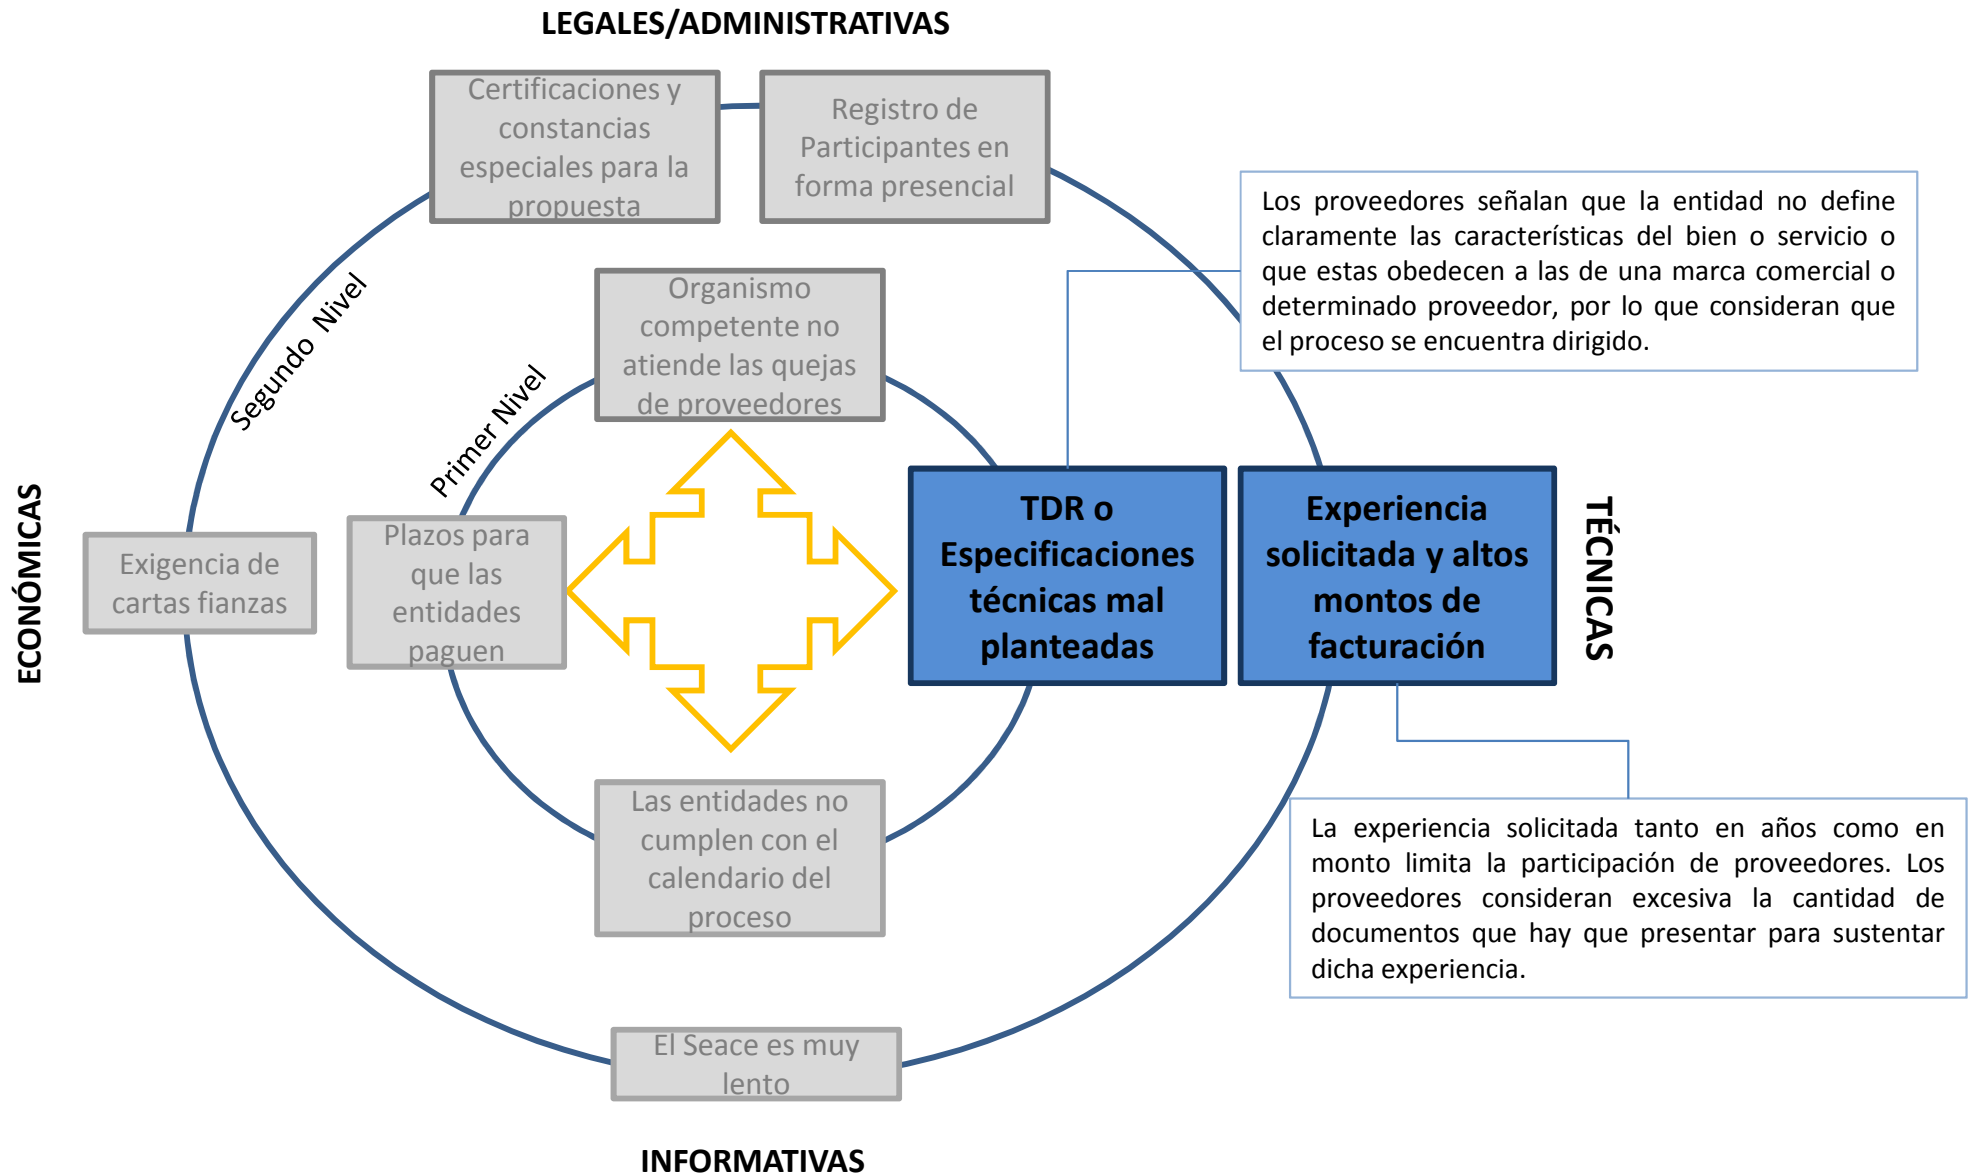 LEGALES/ADMINISTRATIVAS
Certificaciones y
constancias
especiales para la
propuesta
Registro de
Participantes en
forma presencial
Los proveedores señalan que la entidad no define
claramente las características del bien o servicio o
que estas obedecen a las de una marca comercial o
determinado proveedor, por lo que consideran que
el proceso se encuentra dirigido.
Segundo Nivel
Primer Nivel
Organismo
competente no
atiende las quejas
de proveedores
ECONÓMICAS
Exigencia de
cartas fianzas
Plazos para
que las
entidades
paguen
TDR o
Especificaciones
técnicas mal
planteadas
Experiencia
solicitada y altos
montos de
facturación
TÉCNICAS
Las entidades no
cumplen con el
calendario del
proceso
La experiencia solicitada tanto en años como en
monto limita la participación de proveedores. Los
proveedores consideran excesiva la cantidad de
documentos que hay que presentar para sustentar
dicha experiencia.
El Seace es muy
lento
INFORMATIVAS